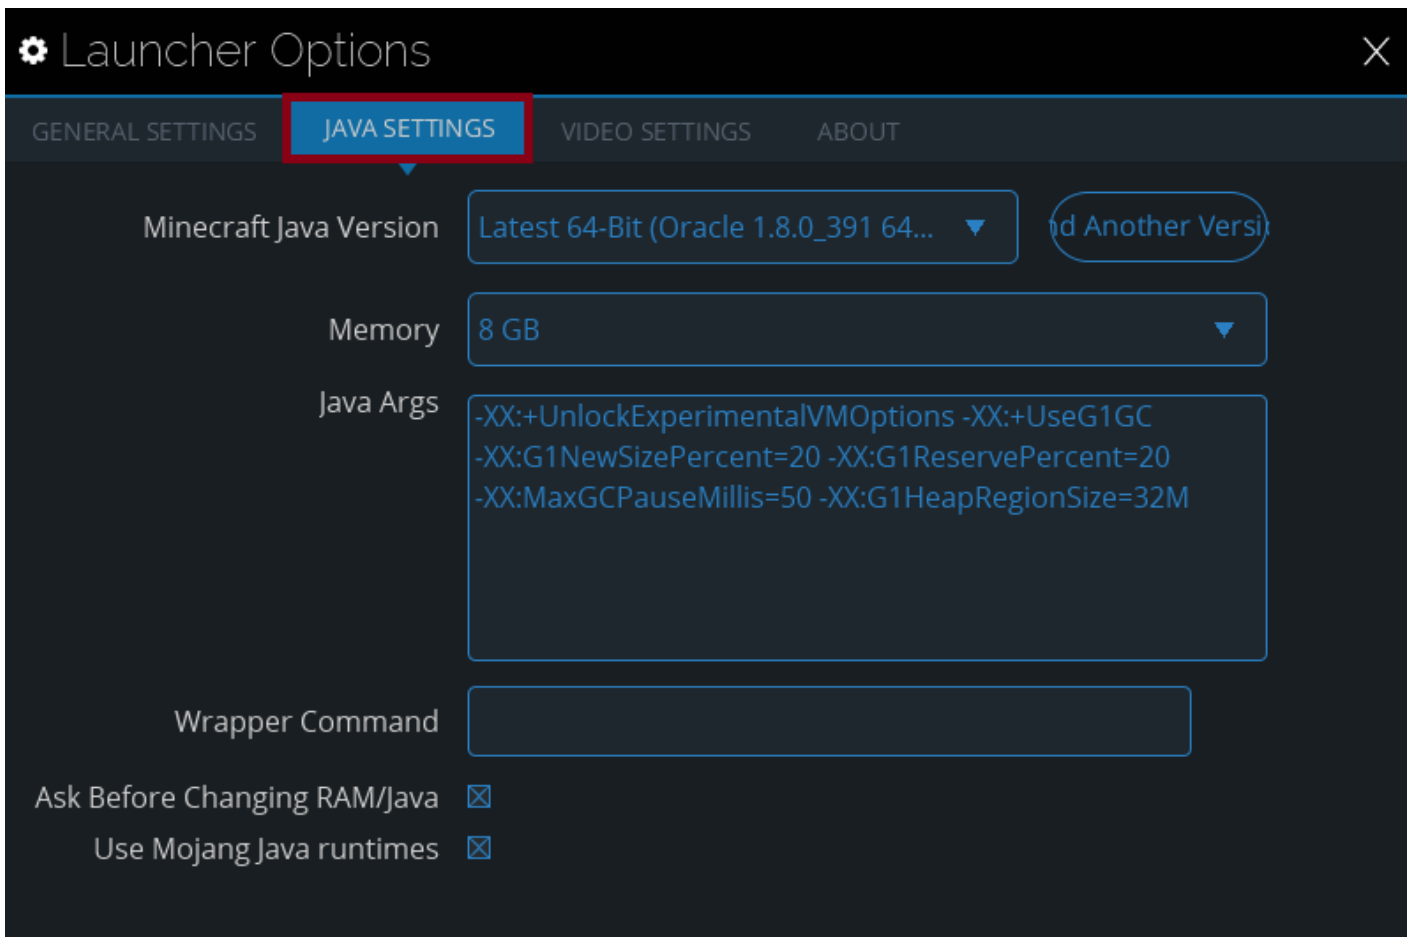 Launcher Options
GENERAL SETTINGS JAVA SETTINGS VIDEO SETTINGS ABOUT
Minecraft Java Version Latest 64-Bit (Oracle 1.8.0_391 64... Another
Memory 8 GB
Java Args
-XX:+UnlockExperimentalVMOptions -XX:+UseG1GC
-XX:G1NewSizePercent=20 -XX:G1ReservePercent=20
-XX:MaxGCPauseMillis=50 -XX:G1HeapRegionSize=32M
Wrapper Command
Ask Before Changing RAM/Java
Use Mojang Java runtimes